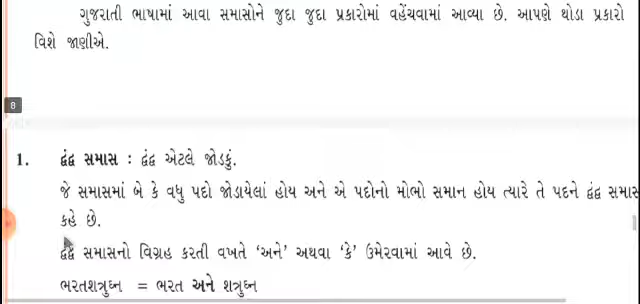 ગુજરાતી ભાષામાં આવા સમાસોને જુદા જુદા પ્રકારોમાં વહેંચવામાં આવ્યા છે. આપણે થોડા પ્રકારો
વિશે જાણીએ.
8
1. દ્વંદ્વ સમાસ : દ્વંદ્વ એટલે જોડકું.
જે સમાસમાં બે કે વધુ પદો જોડાયેલાં હોય અને એ પદોનો મોભો સમાન હોય ત્યારે તે પદને દ્વંદ્વ સમાસ
કહે છે.
દ્વંદ્વ સમાસનો વિગ્રહ કરતી વખતે ‘અને’ અથવા ‘કે’ ઉમેરવામાં આવે છે.
ભરતશત્રુઘ્ન = ભરત અને શત્રુઘ્ન